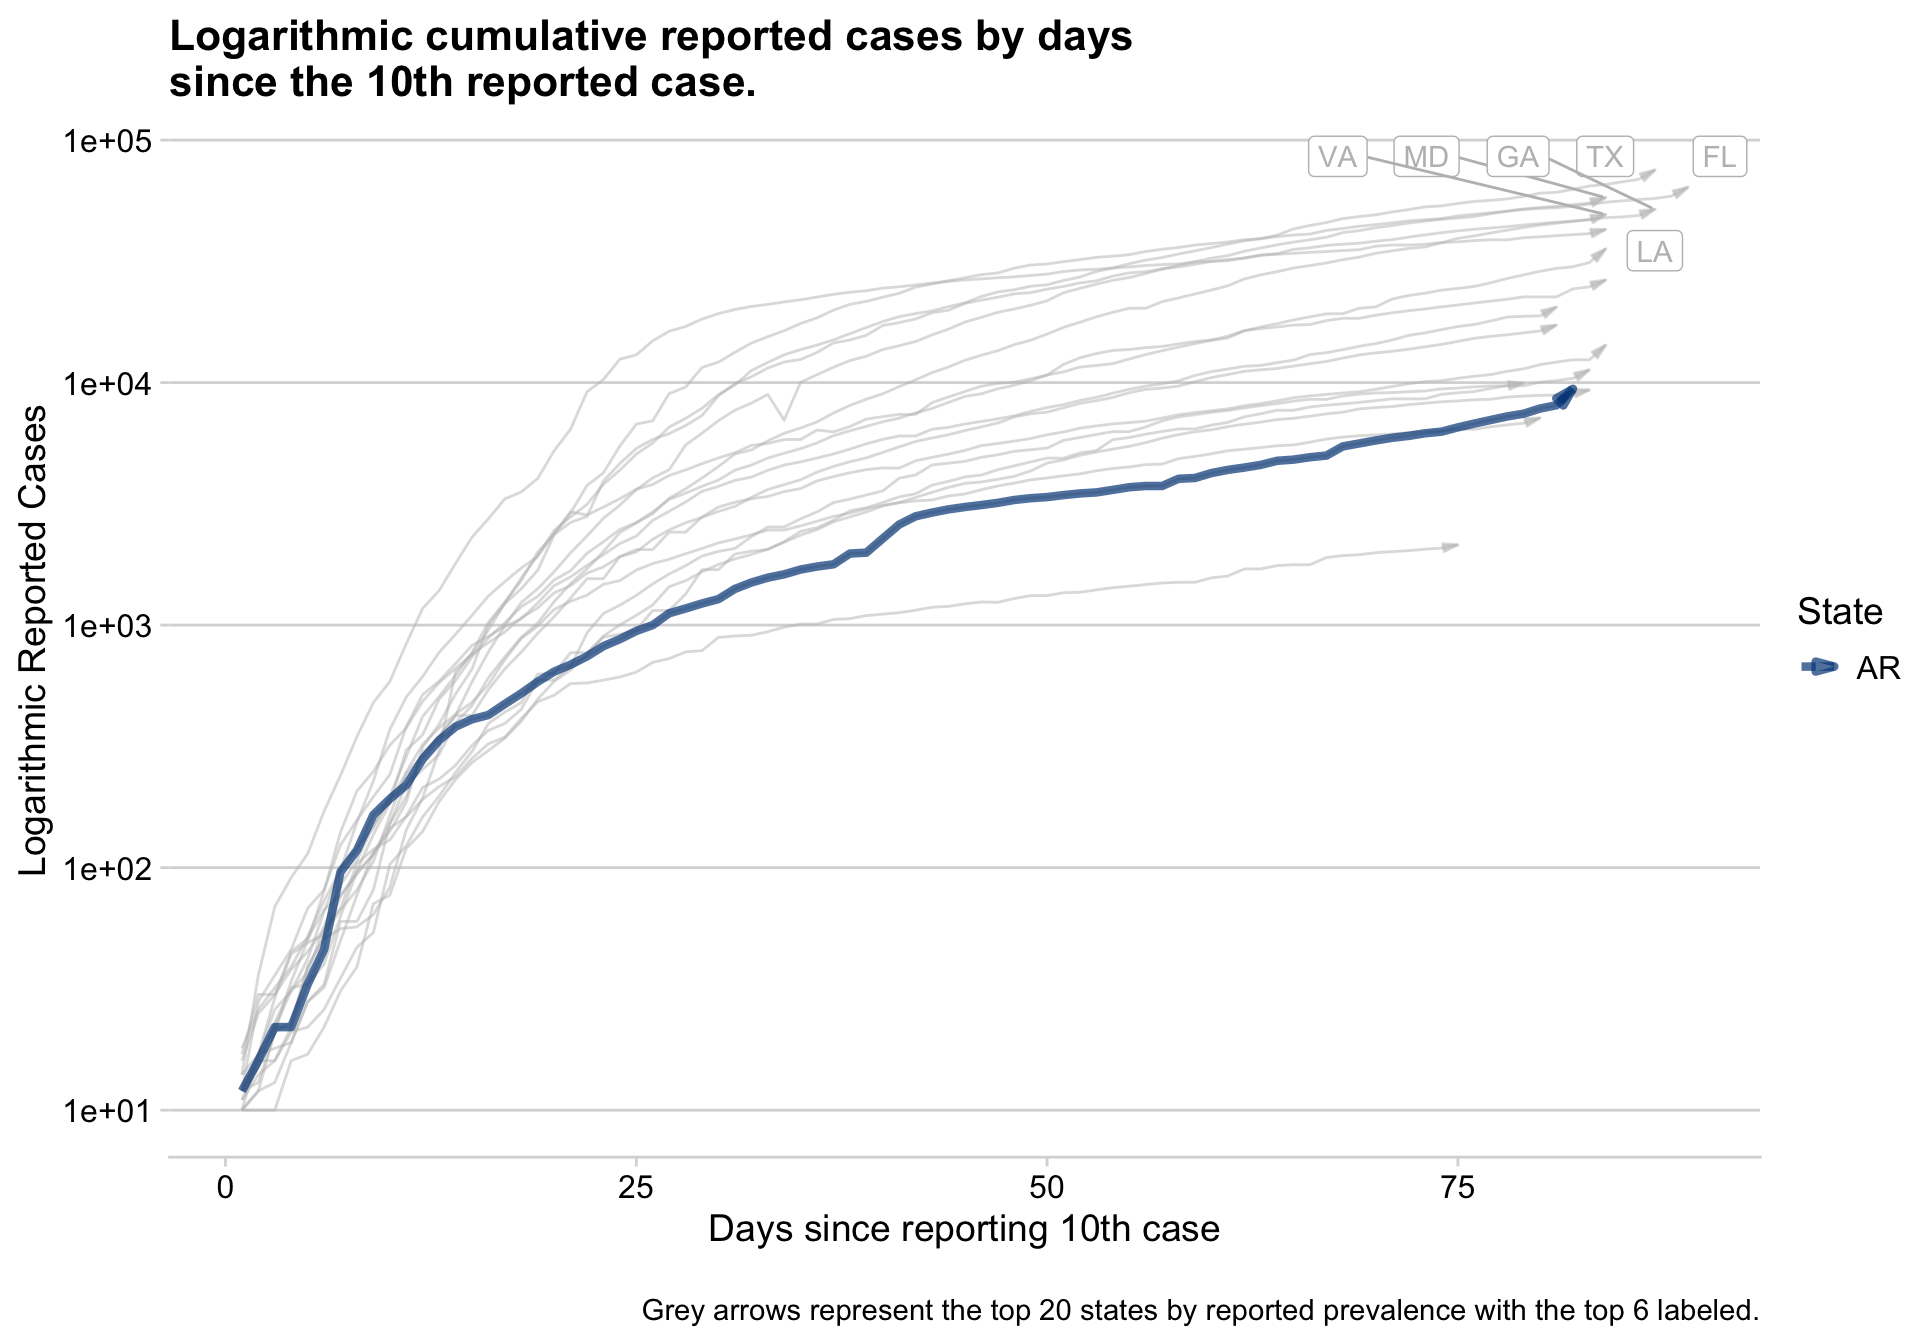 Logarithmic cumulative reported cases by days
since the 10th reported case.
1e+05
VA MD GA TX FL
LA
1e+04
Logarithmic Reported Cases
1e+03
State
AR
1e+02
1e+01
0 25 50 75
Days since reporting 10th case
Grey arrows represent the top 20 states by reported prevalence with the top 6 labeled.